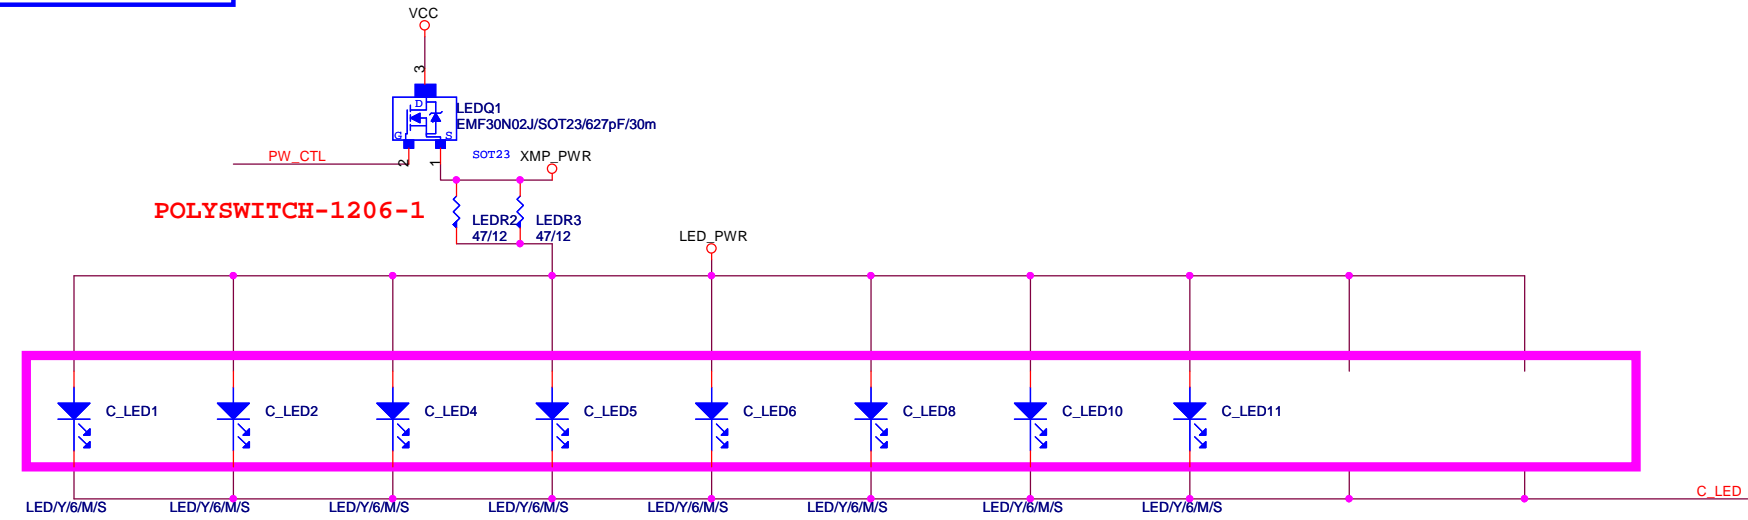 VCC
3
D
LEDQ1
EMF30N02J/SOT23/627pF/30m
G
S
PW_CTL
2
1
SOT23
XMP_PWR
POLYSWITCH-1206-1
LEDR2
47/12
LEDR3
47/12
LED_PWR
C_LED1
C_LED2
C_LED4
C_LED5
C_LED6
C_LED8
C_LED10
C_LED11
C_LED
LED/Y/6/M/S
LED/Y/6/M/S
LED/Y/6/M/S
LED/Y/6/M/S
LED/Y/6/M/S
LED/Y/6/M/S
LED/Y/6/M/S
LED/Y/6/M/S